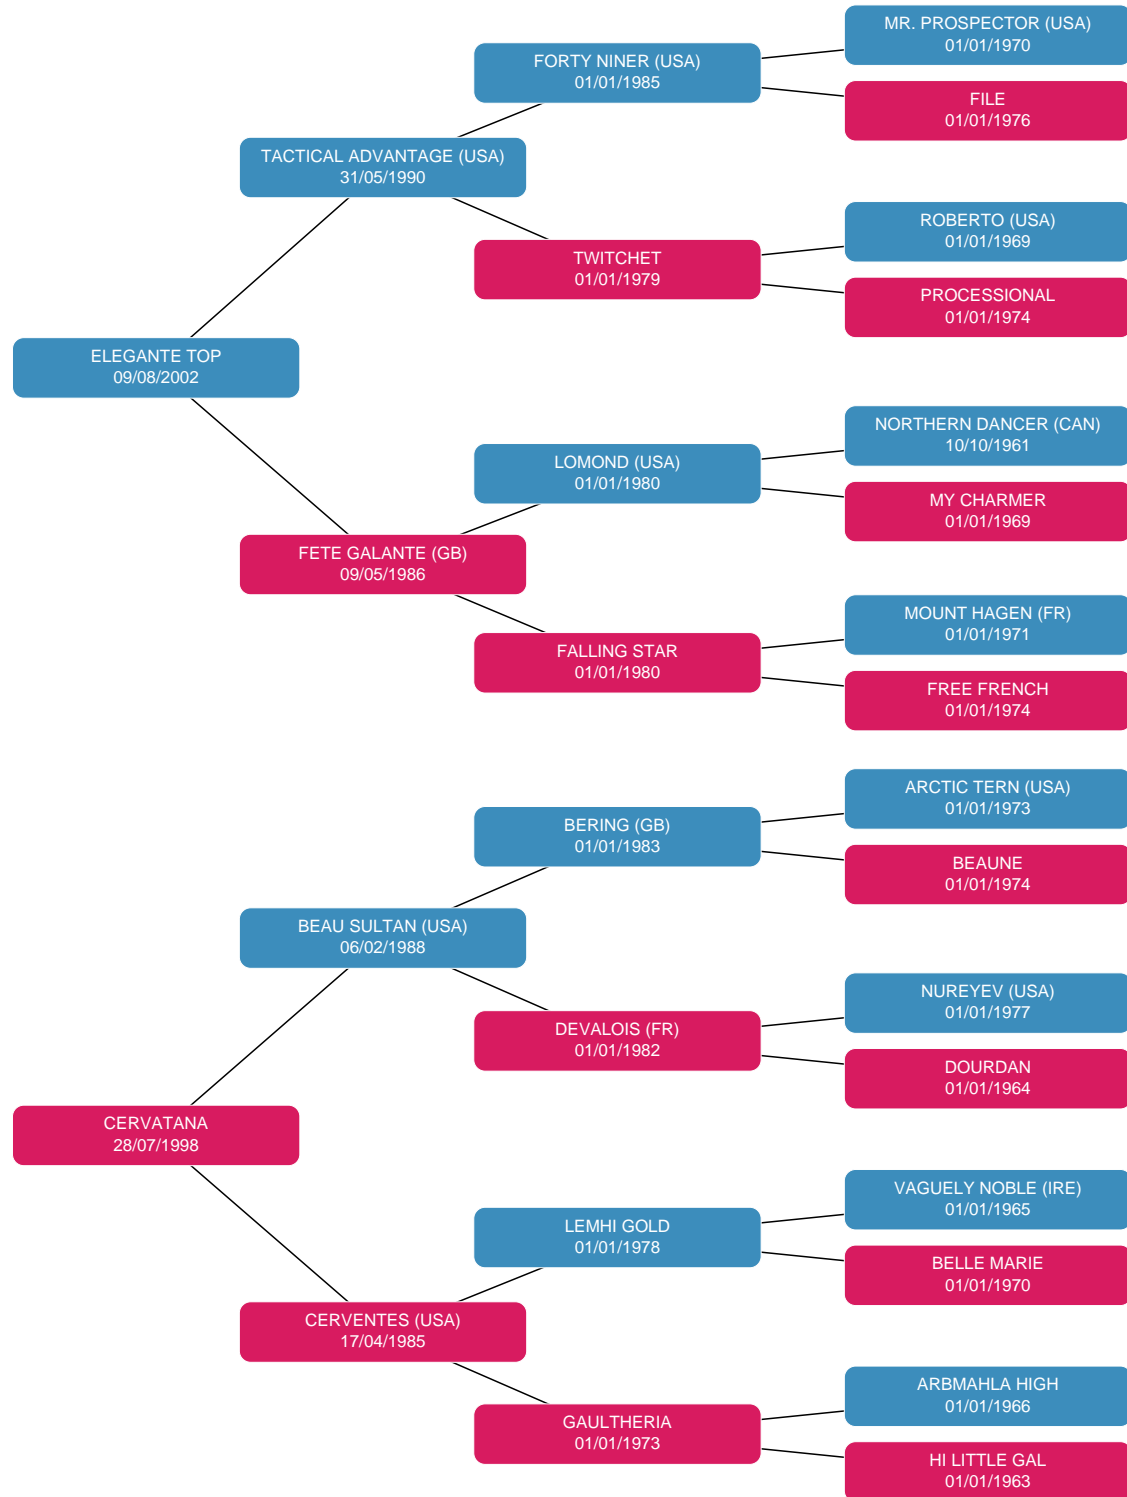 MR. PROSPECTOR (USA)
01/01/1970
FORTY NINER (USA)
01/01/1985
FILE
01/01/1976
TACTICAL ADVANTAGE (USA)
31/05/1990
ROBERTO (USA)
01/01/1969
TWITCHET
01/01/1979
PROCESSIONAL
01/01/1974
ELEGANTE TOP
09/08/2002
NORTHERN DANCER (CAN)
10/10/1961
LOMOND (USA)
01/01/1980
MY CHARMER
01/01/1969
FETE GALANTE (GB)
09/05/1986
MOUNT HAGEN (FR)
01/01/1971
FALLING STAR
01/01/1980
FREE FRENCH
01/01/1974
ARCTIC TERN (USA)
01/01/1973
BERING (GB)
01/01/1983
BEAUNE
01/01/1974
BEAU SULTAN (USA)
06/02/1988
NUREYEV (USA)
01/01/1977
DEVALOIS (FR)
01/01/1982
DOURDAN
01/01/1964
CERVATANA
28/07/1998
VAGUELY NOBLE (IRE)
01/01/1965
LEMHI GOLD
01/01/1978
BELLE MARIE
01/01/1970
CERVENTES (USA)
17/04/1985
ARBMAHLA HIGH
01/01/1966
GAULTHERIA
01/01/1973
HI LITTLE GAL
01/01/1963